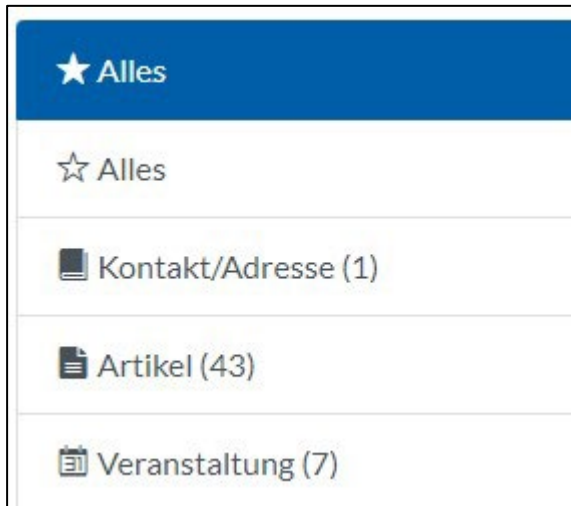 Alles
Alles
Kontakt/Adresse (1)
Artikel (43)
Veranstaltung (7)